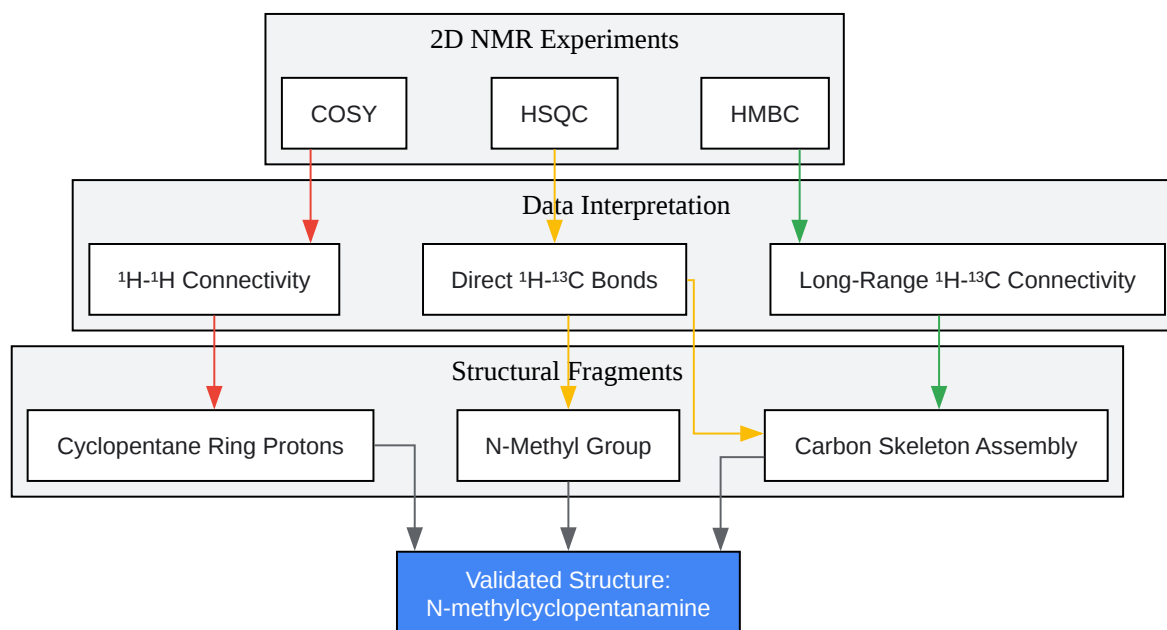 2D NMR Experiments
COSY
HSQC
HMBC
Data Interpretation
¹H-¹H Connectivity
Direct ¹H-¹³C Bonds
Long-Range ¹H-¹³C Connectivity
Structural Fragments
Cyclopentane Ring Protons
N-Methyl Group
Carbon Skeleton Assembly
Validated Structure:
N-methylcyclopentanamine